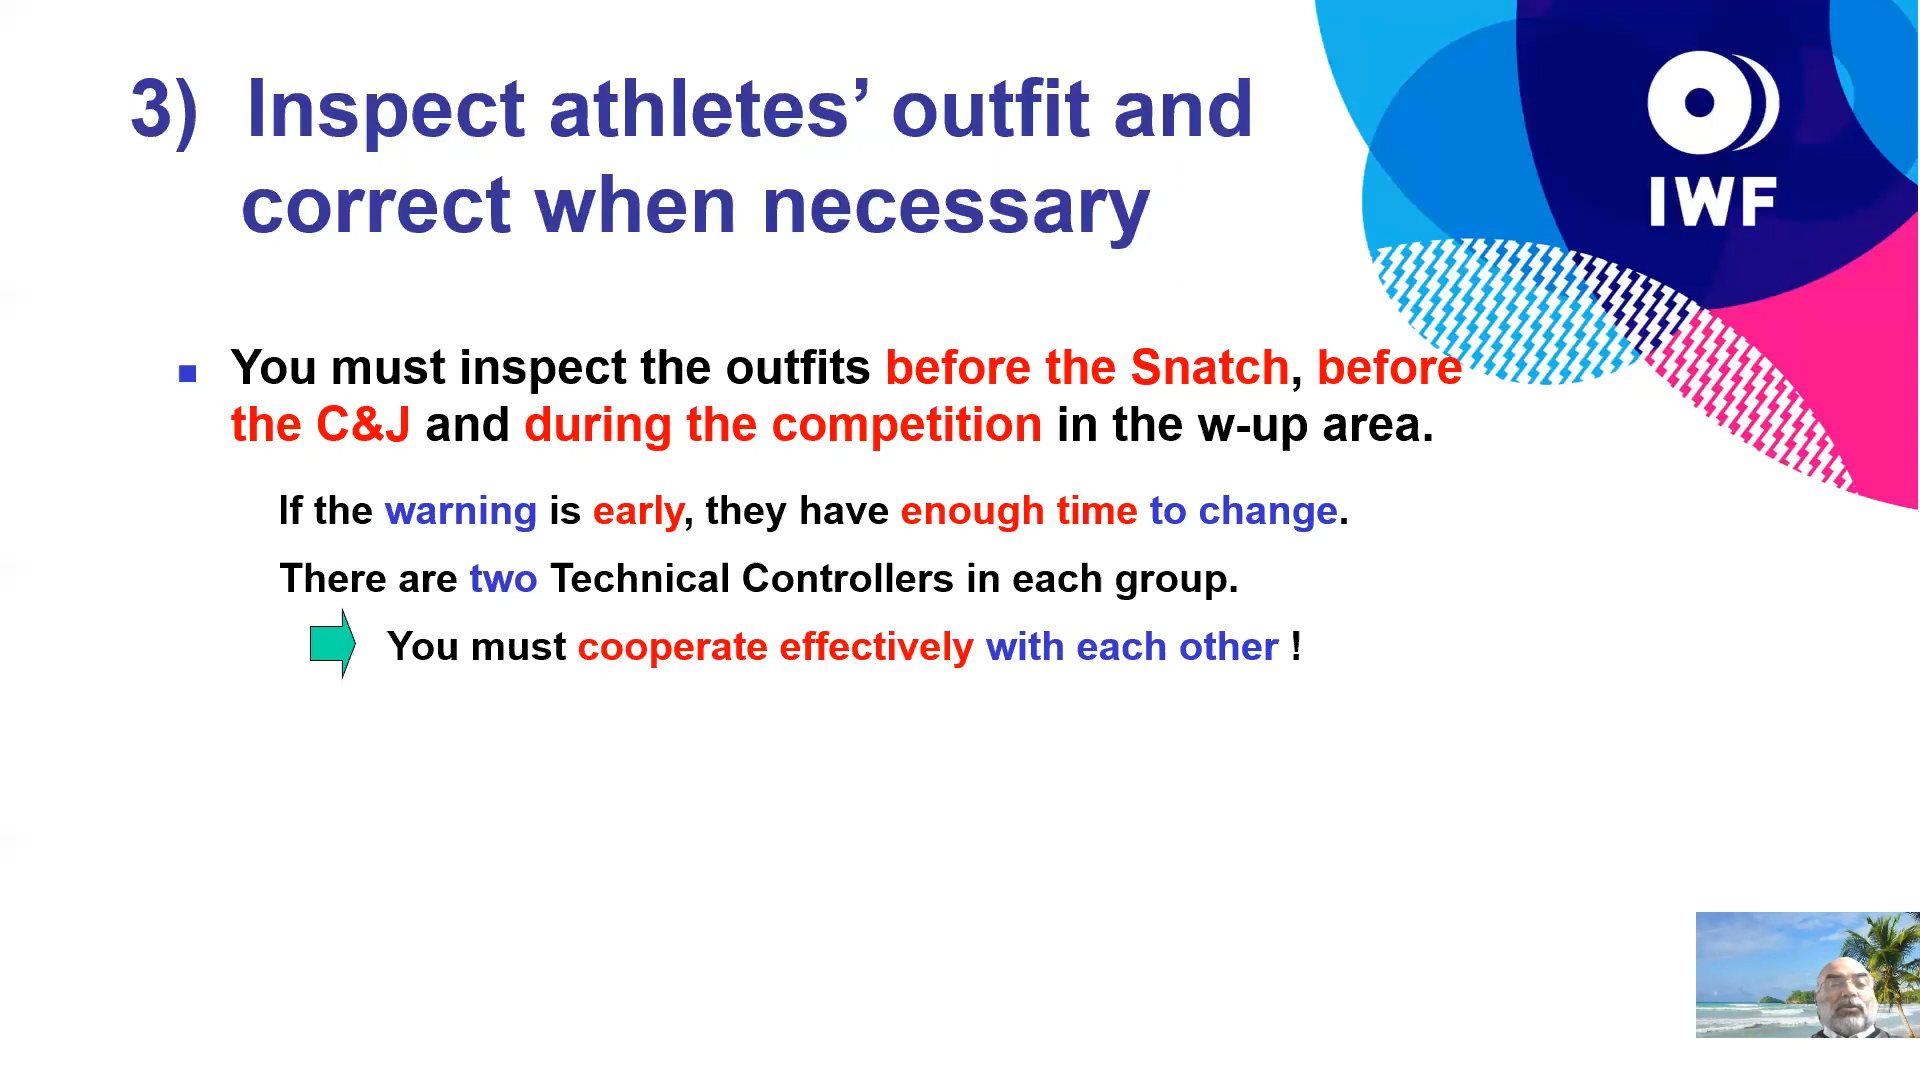 3) Inspect athletes’ outfit and
correct when necessary
IWF
You must inspect the outfits before the Snatch, before
the C&J and during the competition in the w-up area.
If the warning is early, they have enough time to change.
There are two Technical Controllers in each group.
You must cooperate effectively with each other !